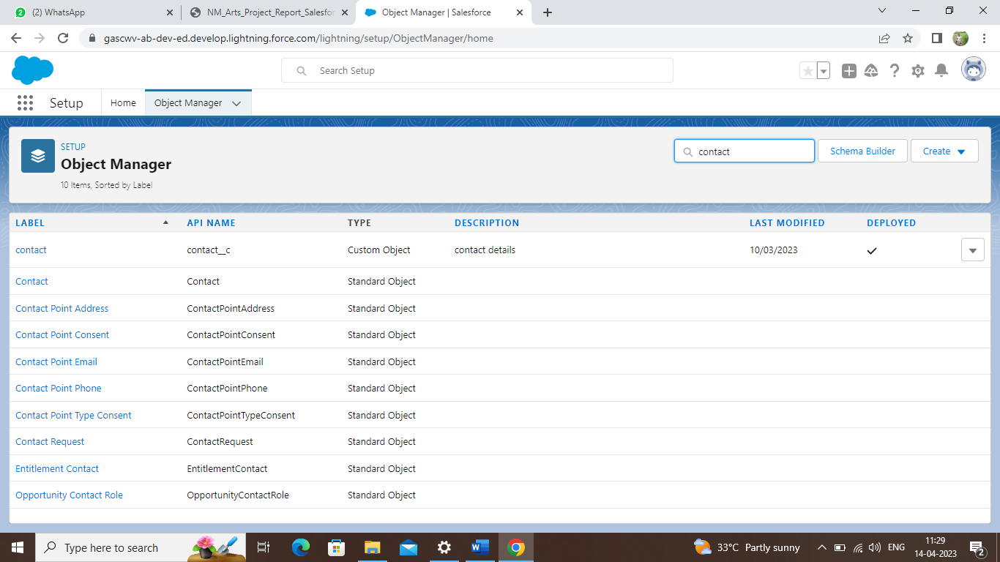 (2) WhatsApp
NM_Arts_Project_Report_Salesfor
Object Manager | Salesforce
gascwv-ab-dev-ed.develop.lightning.force.com/lightning/setup/ObjectManager/home
Search Setup
Setup
Home
Object Manager
SETUP
Object Manager
10 Items, Sorted by Label
contact
Schema Builder
Create
LABEL API NAME TYPE DESCRIPTION LAST MODIFIED DEPLOYED
contact contact__c Custom Object contact details 10/03/2023
Contact Contact Standard Object
Contact Point Address ContactPointAddress Standard Object
Contact Point Consent ContactPointConsent Standard Object
Contact Point Email ContactPointEmail Standard Object
Contact Point Phone ContactPointPhone Standard Object
Contact Point Type Consent ContactPointTypeConsent Standard Object
Contact Request ContactRequest Standard Object
Entitlement Contact EntitlementContact Standard Object
Opportunity Contact Role OpportunityContactRole Standard Object
Type here to search
33°C Partly sunny
ENG
11:29
14-04-2023
2